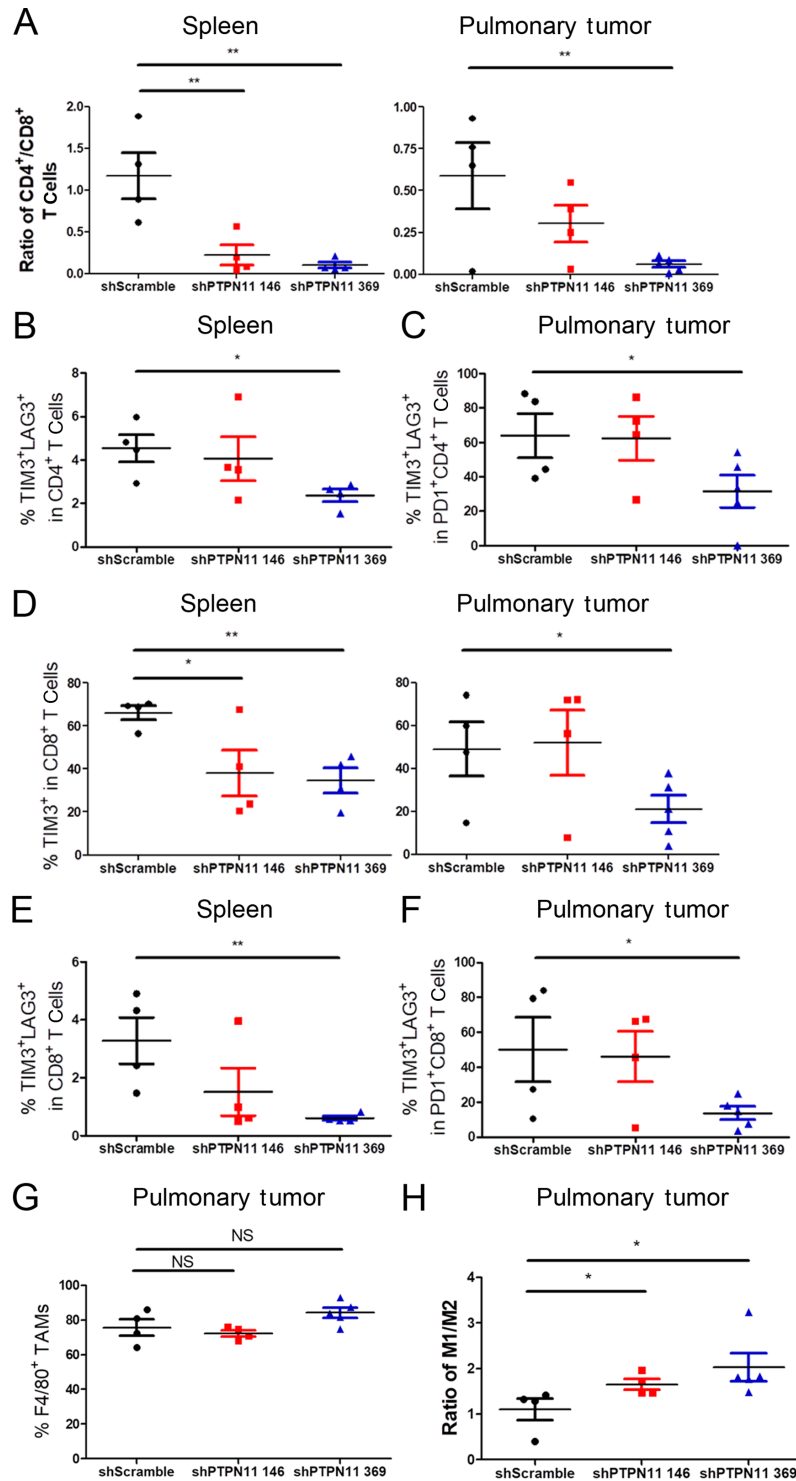 A
Spleen
Pulmonary tumor
**
**
**
Ratio of CD4⁺/CD8⁺
T Cells
2.0
1.5
1.0
0.5
0.0
1.00
0.75
0.50
0.25
0.00
shScramble shPTPN11 146 shPTPN11 369
shScramble shPTPN11 146 shPTPN11 369
B
Spleen
C
Pulmonary tumor
*
*
% TIM3⁺LAG3⁺
in CD4⁺ T Cells
8
6
4
2
0
% TIM3⁺LAG3⁺
in PD1⁺CD4⁺ T Cells
100
80
60
40
20
0
shScramble shPTPN11 146 shPTPN11 369
shScramble shPTPN11 146 shPTPN11 369
D
Spleen
Pulmonary tumor
**
*
*
% TIM3⁺ in CD8⁺ T Cells
80
60
40
20
0
80
60
40
20
0
shScramble shPTPN11 146 shPTPN11 369
shScramble shPTPN11 146 shPTPN11 369
E
Spleen
F
Pulmonary tumor
**
*
% TIM3⁺LAG3⁺
in CD8⁺ T Cells
6
4
2
0
% TIM3⁺LAG3⁺
in PD1⁺CD8⁺ T Cells
100
80
60
40
20
0
shScramble shPTPN11 146 shPTPN11 369
shScramble shPTPN11 146 shPTPN11 369
G
Pulmonary tumor
H
Pulmonary tumor
NS
NS
*
*
% F4/80⁺ TAMs
100
80
60
40
20
0
Ratio of M1/M2
4
3
2
1
0
shScramble shPTPN11 146 shPTPN11 369
shScramble shPTPN11 146 shPTPN11 369